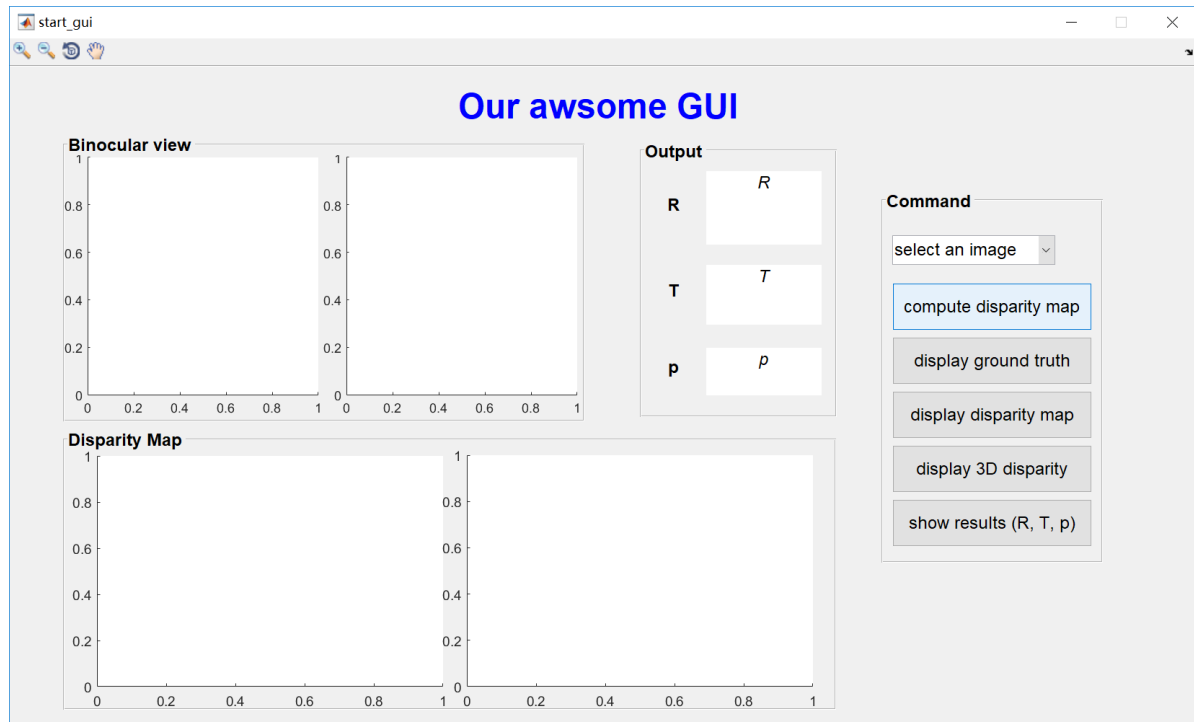 start_gui
Our awsome GUI
Binocular view
1
0.8
0.6
0.4
0.2
0
0 0.2 0.4 0.6 0.8 1
1
0.8
0.6
0.4
0.2
0
0 0.2 0.4 0.6 0.8 1
Output
R R
T T
p p
Command
select an image
compute disparity map
display ground truth
display disparity map
display 3D disparity
show results (R, T, p)
Disparity Map
1
0.8
0.6
0.4
0.2
0
0 0.2 0.4 0.6 0.8 1
1
0.8
0.6
0.4
0.2
0
0 0.2 0.4 0.6 0.8 1